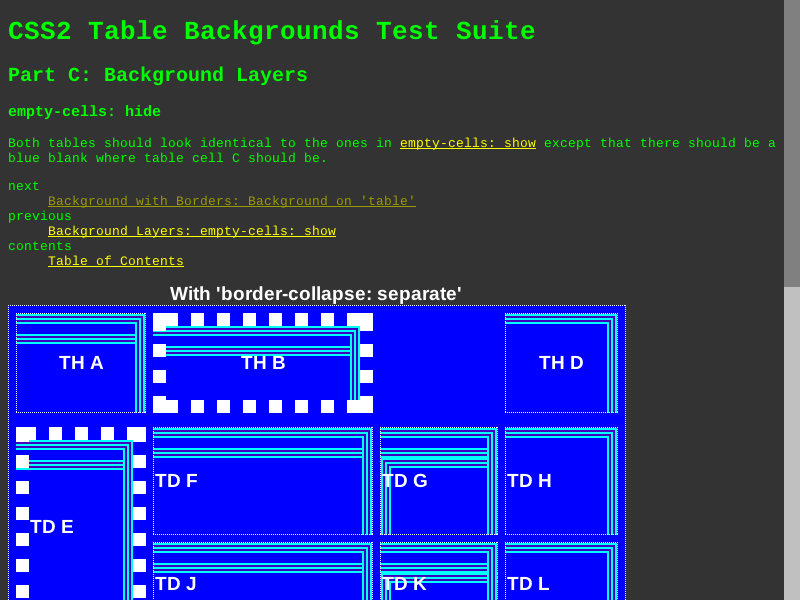 CSS2 Table Backgrounds Test Suite
Part C: Background Layers
empty-cells: hide
Both tables should look identical to the ones in empty-cells: show except that there should be a
blue blank where table cell C should be.
next
Background with Borders: Background on 'table'
previous
Background Layers: empty-cells: show
contents
Table of Contents
With 'border-collapse: separate'
TH A TH B TH D
TD E TD F TD G TD H
TD J TD K TD L